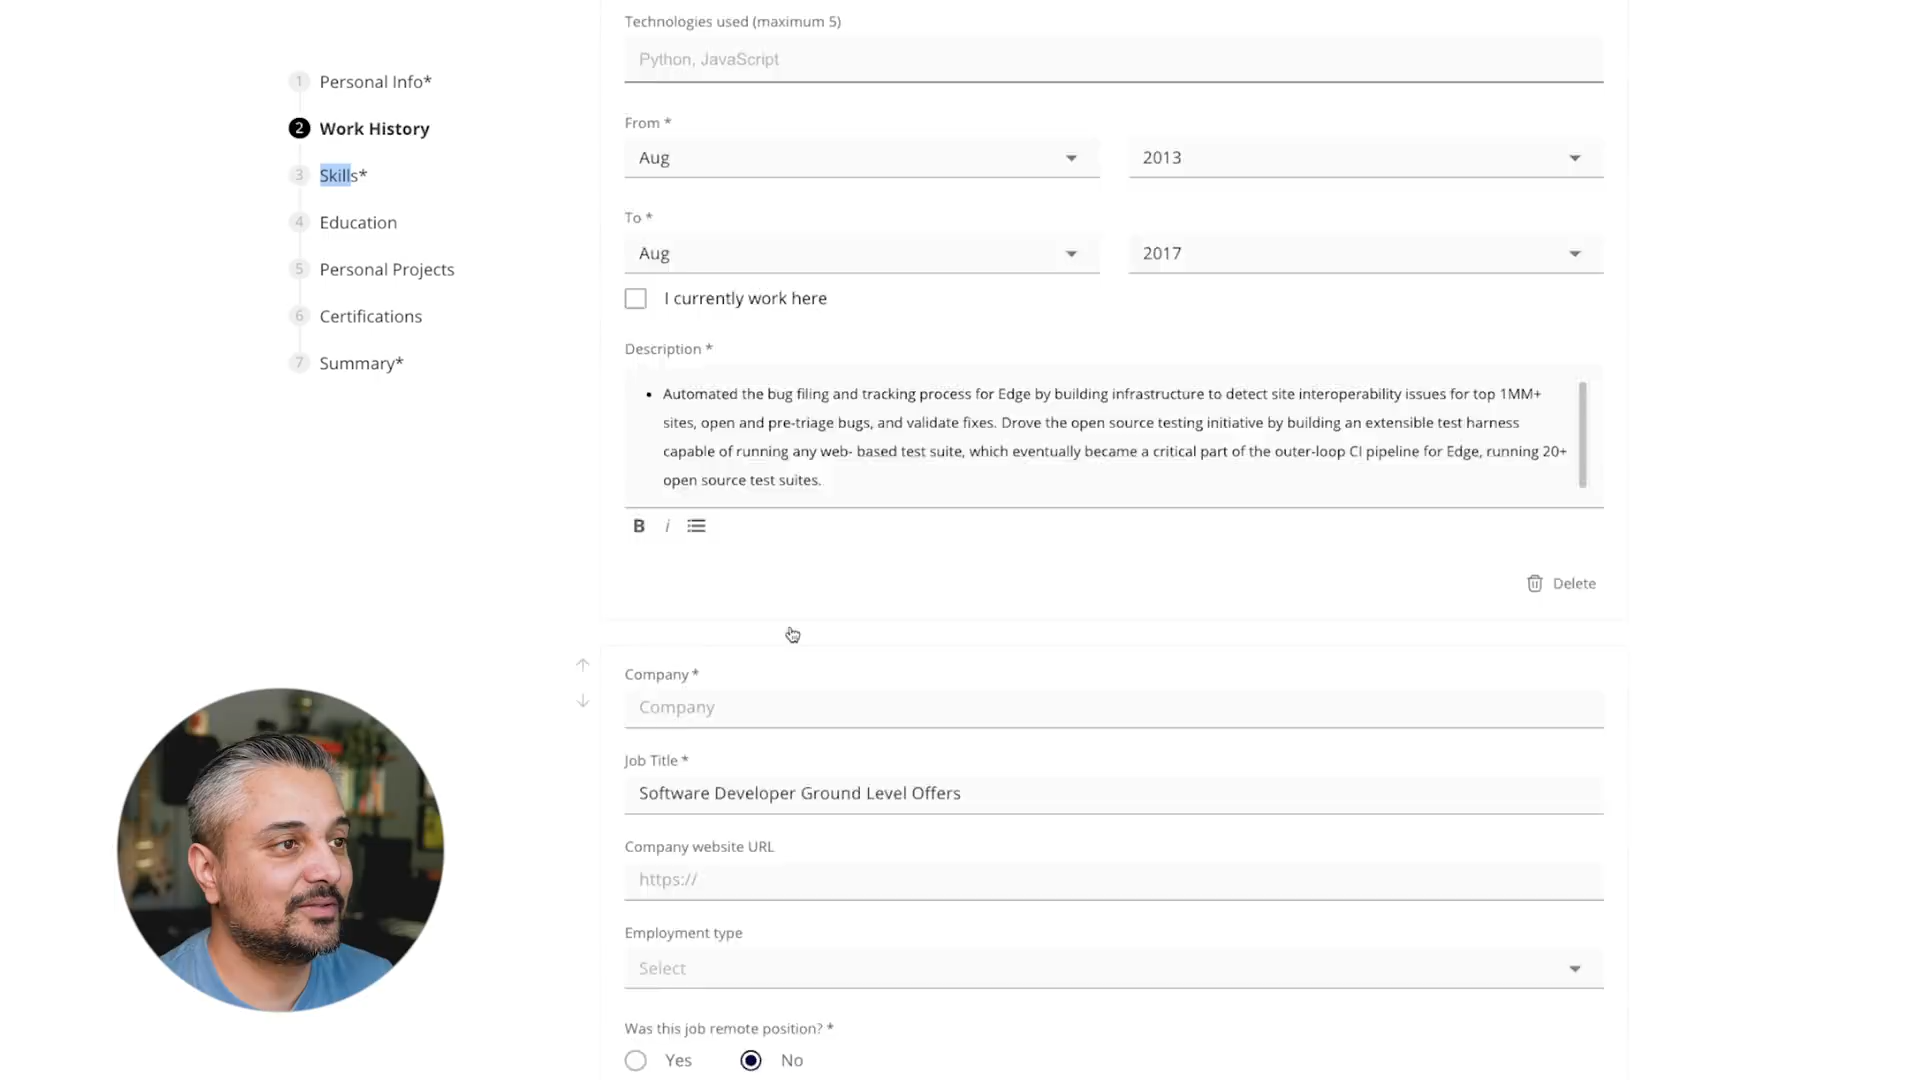 1 Personal Info*
2 Work History
3 Skills*
4 Education
5 Personal Projects
6 Certifications
7 Summary*
Technologies used (maximum 5)
Python, JavaScript
From *
Aug 2013
To *
Aug 2017
I currently work here
Description *
• Automated the bug filing and tracking process for Edge by building infrastructure to detect site interoperability issues for top 1MM+
sites, open and pre-triage bugs, and validate fixes. Drove the open source testing initiative by building an extensible test harness
capable of running any web- based test suite, which eventually became a critical part of the outer-loop CI pipeline for Edge, running 20+
open source test suites.
B i
Delete
Company *
Company
Job Title *
Software Developer Ground Level Offers
Company website URL
https://
Employment type
Select
Was this job remote position? *
Yes No